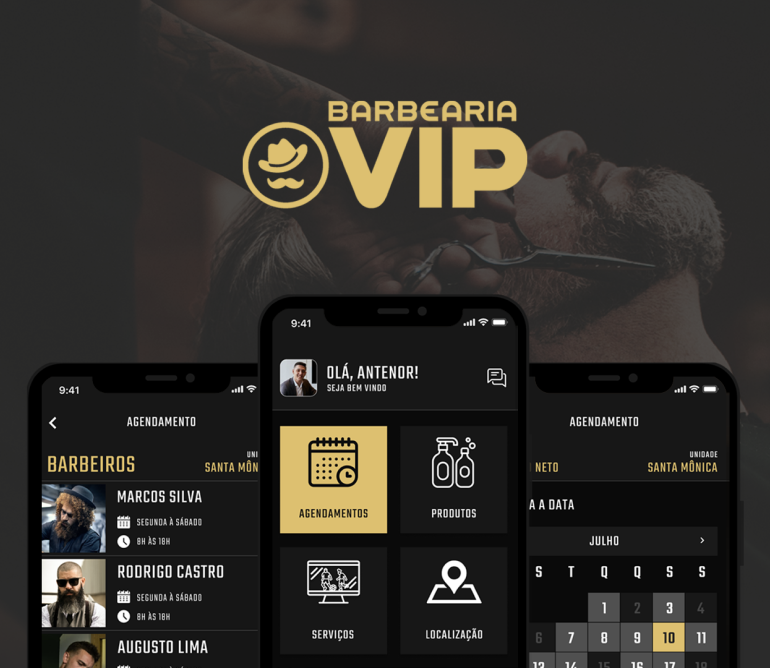 BARBEARIA
VIP
9:41
AGENDAMENTO
BARBEIROS
SANTA MÔN
MARCOS SILVA
SEGUNDA À SÁBADO
8H ÀS 18H
RODRIGO CASTRO
SEGUNDA À SÁBADO
8H ÀS 18H
AUGUSTO LIMA
9:41
OLÁ, ANTENOR!
SEJA BEM VINDO
AGENDAMENTOS
PRODUTOS
SERVIÇOS
LOCALIZAÇÃO
AGENDAMENTO
UNIDADE
NETO
SANTA MÔNICA
A A DATA
JULHO
S T Q Q S S
1 2 3 4
6 7 8 9 10 11
13 14 15 16 17 18